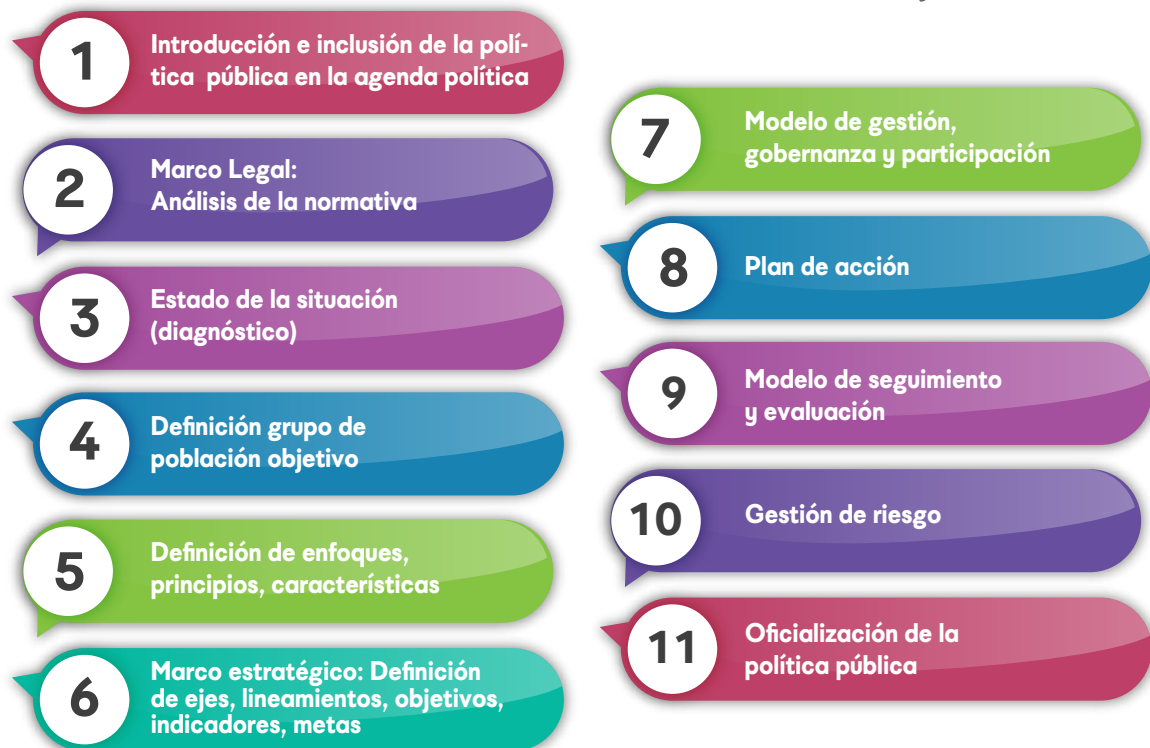 1
Introducción e inclusión de la polí-
tica pública en la agenda política
2
Marco Legal:
Análisis de la normativa
3
Estado de la situación
(diagnóstico)
4
Definición grupo de
población objetivo
5
Definición de enfoques,
principios, características
6
Marco estratégico: Definición
de ejes, lineamientos, objetivos,
indicadores, metas
7
Modelo de gestión,
gobernanza y participación
8
Plan de acción
9
Modelo de seguimiento
y evaluación
10
Gestión de riesgo
11
Oficialización de la
política pública